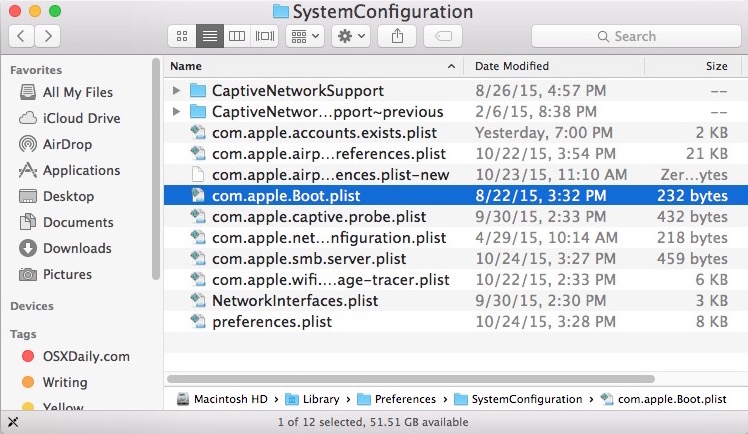 SystemConfiguration
Search
Favorites
All My Files
iCloud Drive
AirDrop
Applications
Desktop
Documents
Downloads
Pictures
Devices
Tags
OSXDaily.com
Writing
Yellow
Name Date Modified Size
CaptiveNetworkSupport 8/26/15, 4:57 PM --
CaptiveNetwor...pport~previous 2/6/15, 8:38 PM --
com.apple.accounts.exists.plist Yesterday, 7:00 PM 2 KB
com.apple.airp...references.plist 10/22/15, 3:54 PM 21 KB
com.apple.airp...ences.plist-new 10/23/15, 11:10 AM Zer...ytes
com.apple.Boot.plist 8/22/15, 3:32 PM 232 bytes
com.apple.captive.probe.plist 9/30/15, 2:33 PM 432 bytes
com.apple.net...nfiguration.plist 4/29/15, 10:14 AM 218 bytes
com.apple.smb.server.plist 10/24/15, 3:27 PM 459 bytes
com.apple.wifi....age-tracer.plist 10/22/15, 2:33 PM 6 KB
NetworkInterfaces.plist 9/30/15, 2:30 PM 3 KB
preferences.plist 10/24/15, 3:28 PM 8 KB
Macintosh HD Library Preferences SystemConfiguration com.apple.Boot.plist
1 of 12 selected, 51.51 GB available